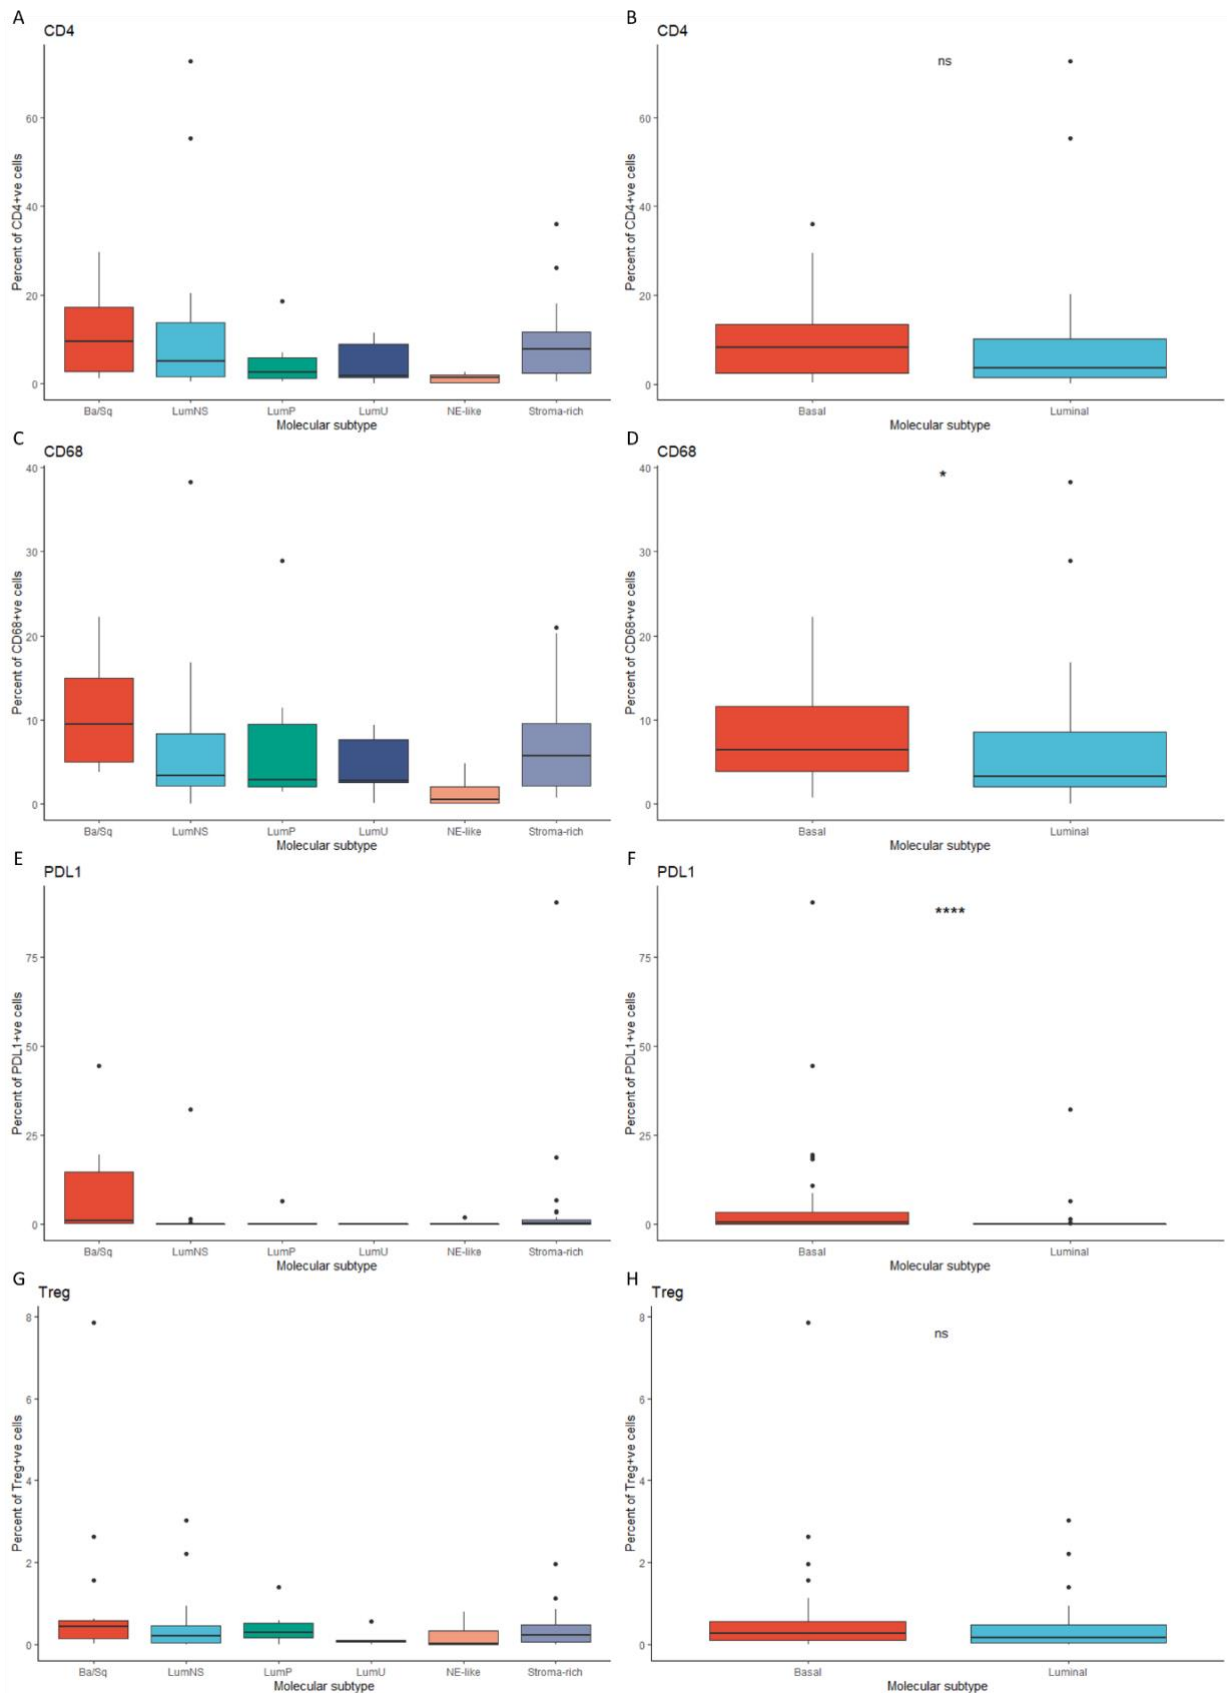 A
CD4
Percent of CD4+ve cells
60
40
20
0
Ba/Sq LumNS LumP LumU NE-like Stroma-rich
Molecular subtype
B
CD4
ns
Percent of CD4+ve cells
60
40
20
0
Basal Luminal
Molecular subtype
C
CD68
Percent of CD68+ve cells
40
30
20
10
0
Ba/Sq LumNS LumP LumU NE-like Stroma-rich
Molecular subtype
D
CD68
*
Percent of CD68+ve cells
40
30
20
10
0
Basal Luminal
Molecular subtype
E
PDL1
Percent of PDL1+ve cells
75
50
25
0
Ba/Sq LumNS LumP LumU NE-like Stroma-rich
Molecular subtype
F
PDL1
****
Percent of PDL1+ve cells
75
50
25
0
Basal Luminal
Molecular subtype
G
Treg
Percent of Treg+ve cells
8
6
4
2
0
Ba/Sq LumNS LumP LumU NE-like Stroma-rich
Molecular subtype
H
Treg
ns
Percent of Treg+ve cells
8
6
4
2
0
Basal Luminal
Molecular subtype